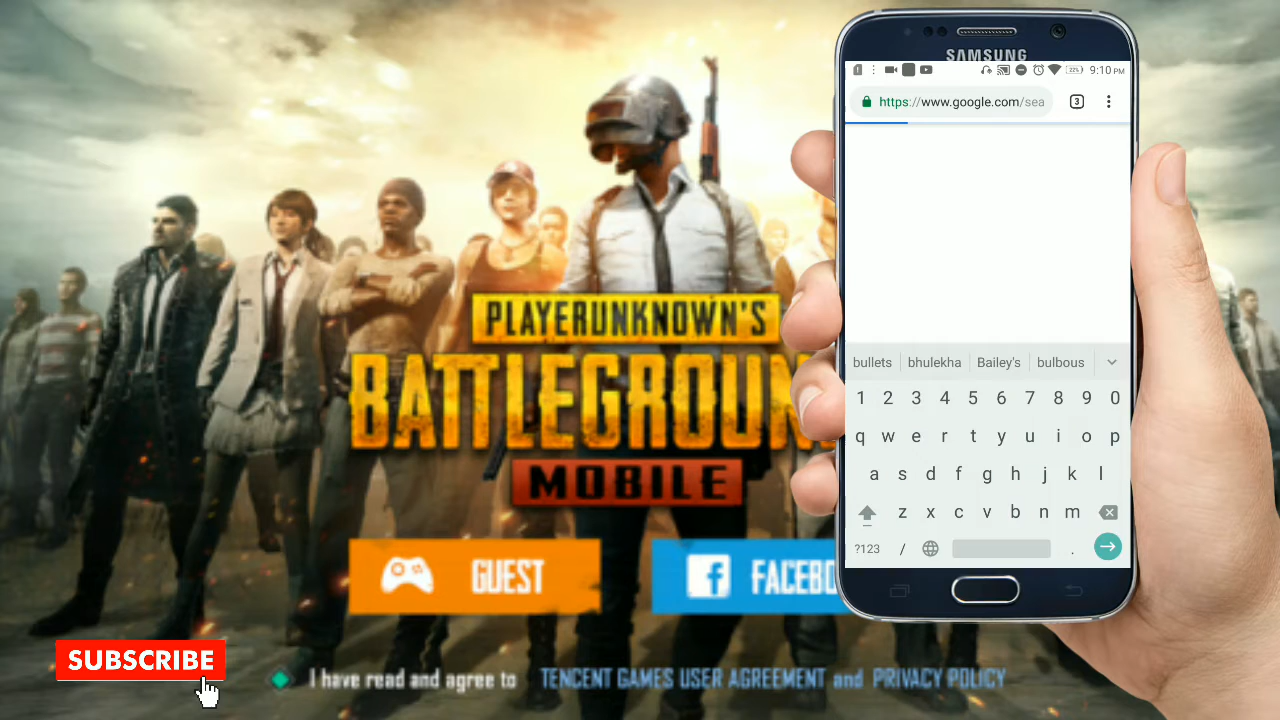 PLAYERUNKNOWN'S
BATTLEGROUN
MOBILE
GUEST
FACEBO
I have read and agree to TENCENT GAMES USER AGREEMENT and PRIVACY POLICY
SUBSCRIBE
SAMSUNG
22% 9:10 PM
https://www.google.com/sea 3
bullets bhulekha Bailey's bulbous
1 2 3 4 5 6 7 8 9 0
q w e r t y u i o p
a s d f g h j k l
z x c v b n m
?123 / .